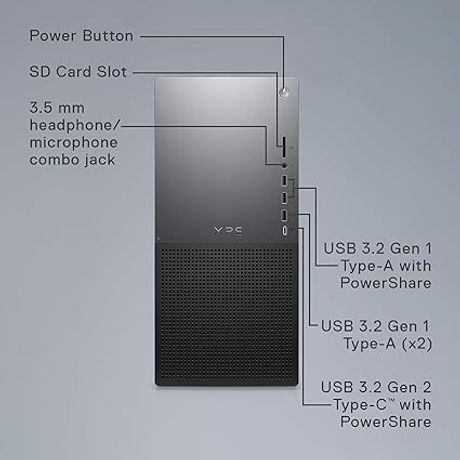 Power Button
SD Card Slot
3.5 mm
headphone/
microphone
combo jack
XPS
USB 3.2 Gen 1
Type-A with
PowerShare
USB 3.2 Gen 1
Type-A (x2)
USB 3.2 Gen 2
Type-C™ with
PowerShare